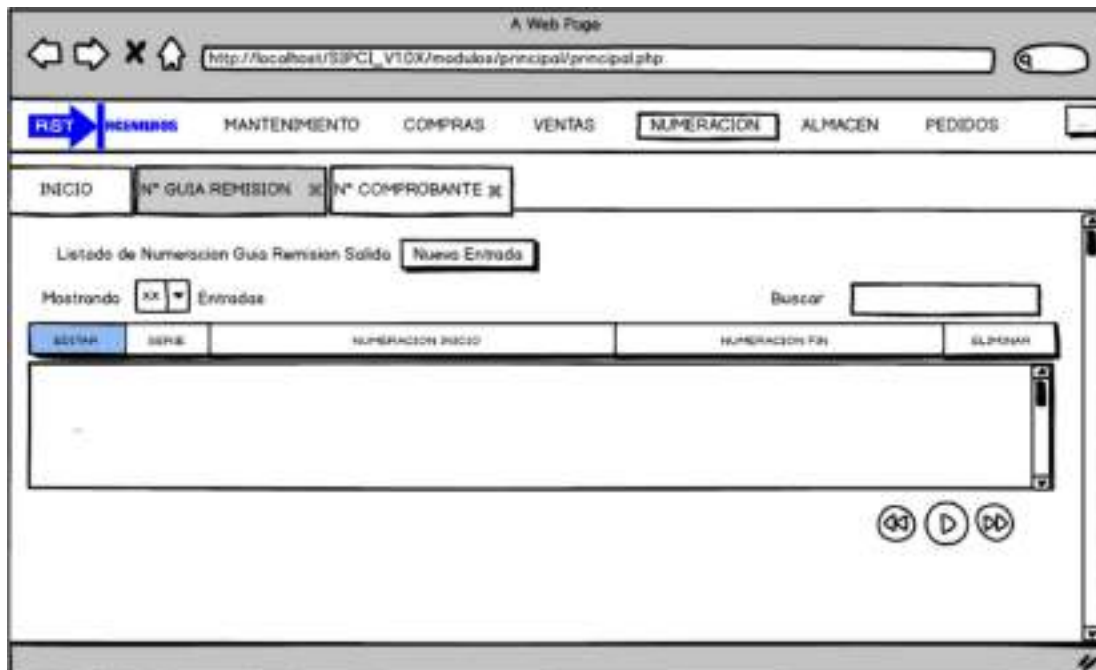 A Web Page
http://localhost/SIPCI_V1.0X/modulos/principal/principal.php
RST INGENIEROS MANTENIMIENTO COMPRAS VENTAS NUMERACION ALMACEN PEDIDOS ...
INICIO N° GUIA REMISION N° COMPROBANTE
Listado de Numeracion Guia Remision Salida Nueva Entrada
Mostrando xx Entradas Buscar
EDITAR SERIE NUMERACION INICIO NUMERACION FIN ELIMINAR